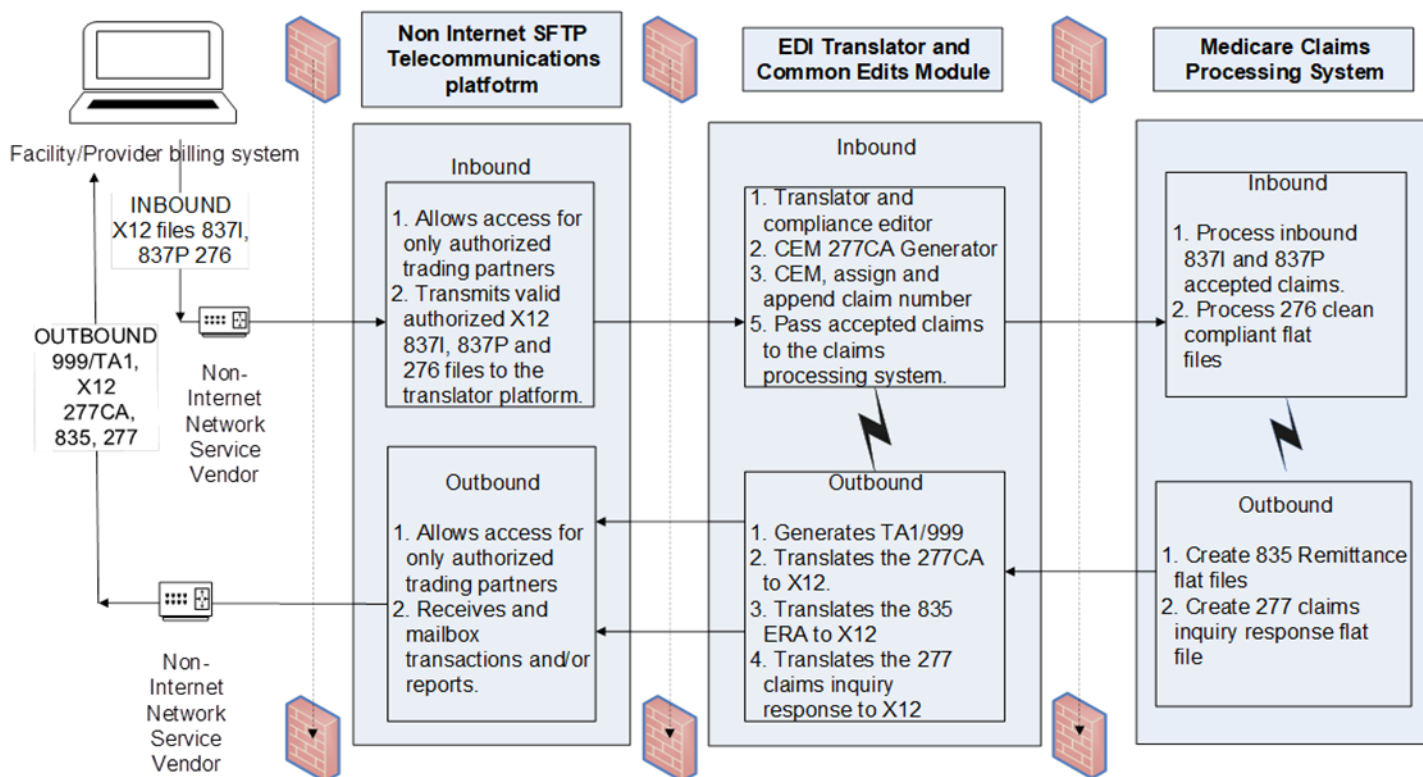 Non Internet SFTP
Telecommunications
platfotrm
EDI Translator and
Common Edits Module
Medicare Claims
Processing System
Facility/Provider billing system
INBOUND
X12 files 837I,
837P 276
OUTBOUND
999/TA1,
X12
277CA,
835, 277
Non-
Internet
Network
Service
Vendor
Non-
Internet
Network
Service
Vendor
Inbound
1. Allows access for
only authorized
trading partners
2. Transmits valid
authorized X12
837I, 837P and
276 files to the
translator platform.
Outbound
1. Allows access for
only authorized
trading partners
2. Receives and
mailbox
transactions and/or
reports.
Inbound
1. Translator and
compliance editor
2. CEM 277CA Generator
3. CEM, assign and
append claim number
5. Pass accepted claims
to the claims
processing system.
Outbound
1. Generates TA1/999
2. Translates the 277CA
to X12.
3. Translates the 835
ERA to X12
4. Translates the 277
claims inquiry
response to X12
Inbound
1. Process inbound
837I and 837P
accepted claims.
2. Process 276 clean
compliant flat
files
Outbound
1. Create 835 Remittance
flat files
2. Create 277 claims
inquiry response flat
file